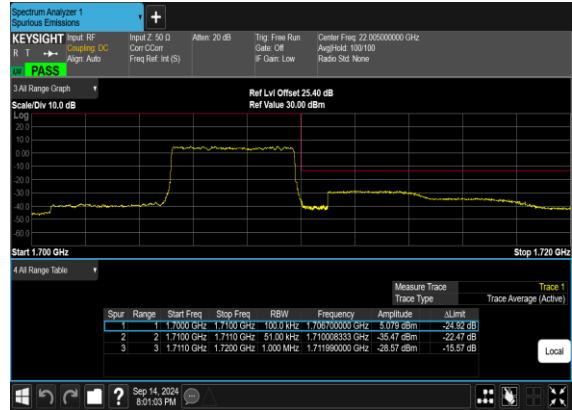 Spectrum Analyzer 1
Spurious Emissions
KEYSIGHT Input: RF Input Z: 50 Ω Atten: 20 dB Trig: Free Run Center Freq: 22.005000000 GHz
R T Coupling: DC Corr CCorr Gate: Off Avg|Hold: 100/100
Align: Auto Freq Ref: Int (S) IF Gain: Low Radio Std: None
PASS
3 All Range Graph
Ref Lvl Offset 25.40 dB
Scale/Div 10.0 dB Ref Value 30.00 dBm
Log
20.0
10.0
0.00
-10.0
-20.0
-30.0
-40.0
-50.0
-60.0
Start 1.700 GHz Stop 1.720 GHz
4 All Range Table
Measure Trace Trace 1
Trace Type Trace Average (Active)
Spur Range Start Freq Stop Freq RBW Frequency Amplitude ΔLimit
1 1 1.7000 GHz 1.7100 GHz 100.0 kHz 1.706700000 GHz 5.079 dBm -24.92 dB
2 2 1.7100 GHz 1.7110 GHz 51.00 kHz 1.710008333 GHz -35.47 dBm -22.47 dB
3 3 1.7110 GHz 1.7200 GHz 1.000 MHz 1.711990000 GHz -28.57 dBm -15.57 dB
Local
? Sep 14, 2024
8:01:03 PM